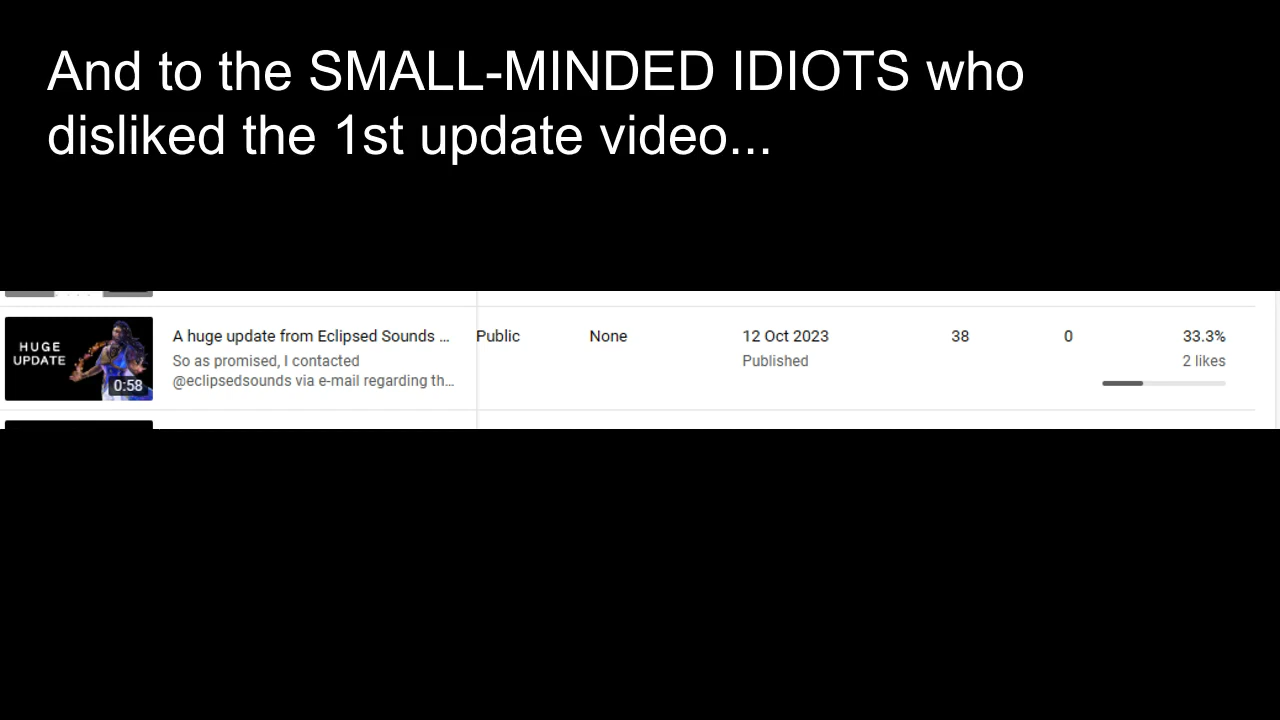 And to the SMALL-MINDED IDIOTS who
disliked the 1st update video...
HUGE
UPDATE
0:58
A huge update from Eclipsed Sounds ...
So as promised, I contacted
@eclipsedsounds via e-mail regarding th...
Public
None
12 Oct 2023
Published
38
0
33.3%
2 likes